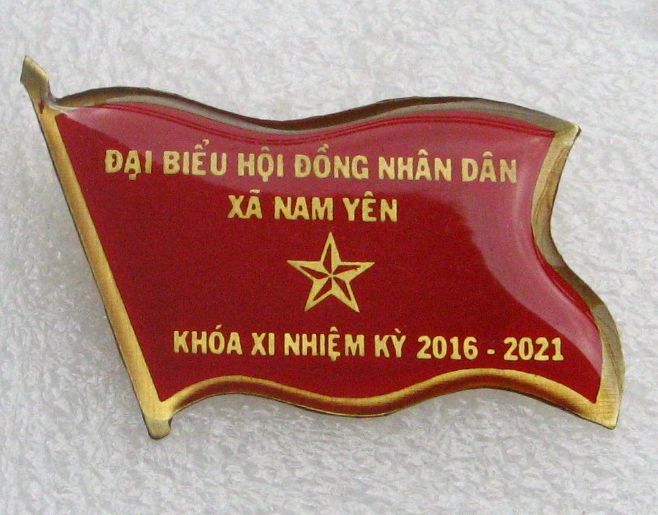 ĐẠI BIỂU HỘI ĐỒNG NHÂN DÂN
XÃ NAM YÊN
KHÓA XI NHIỆM KỲ 2016 - 2021